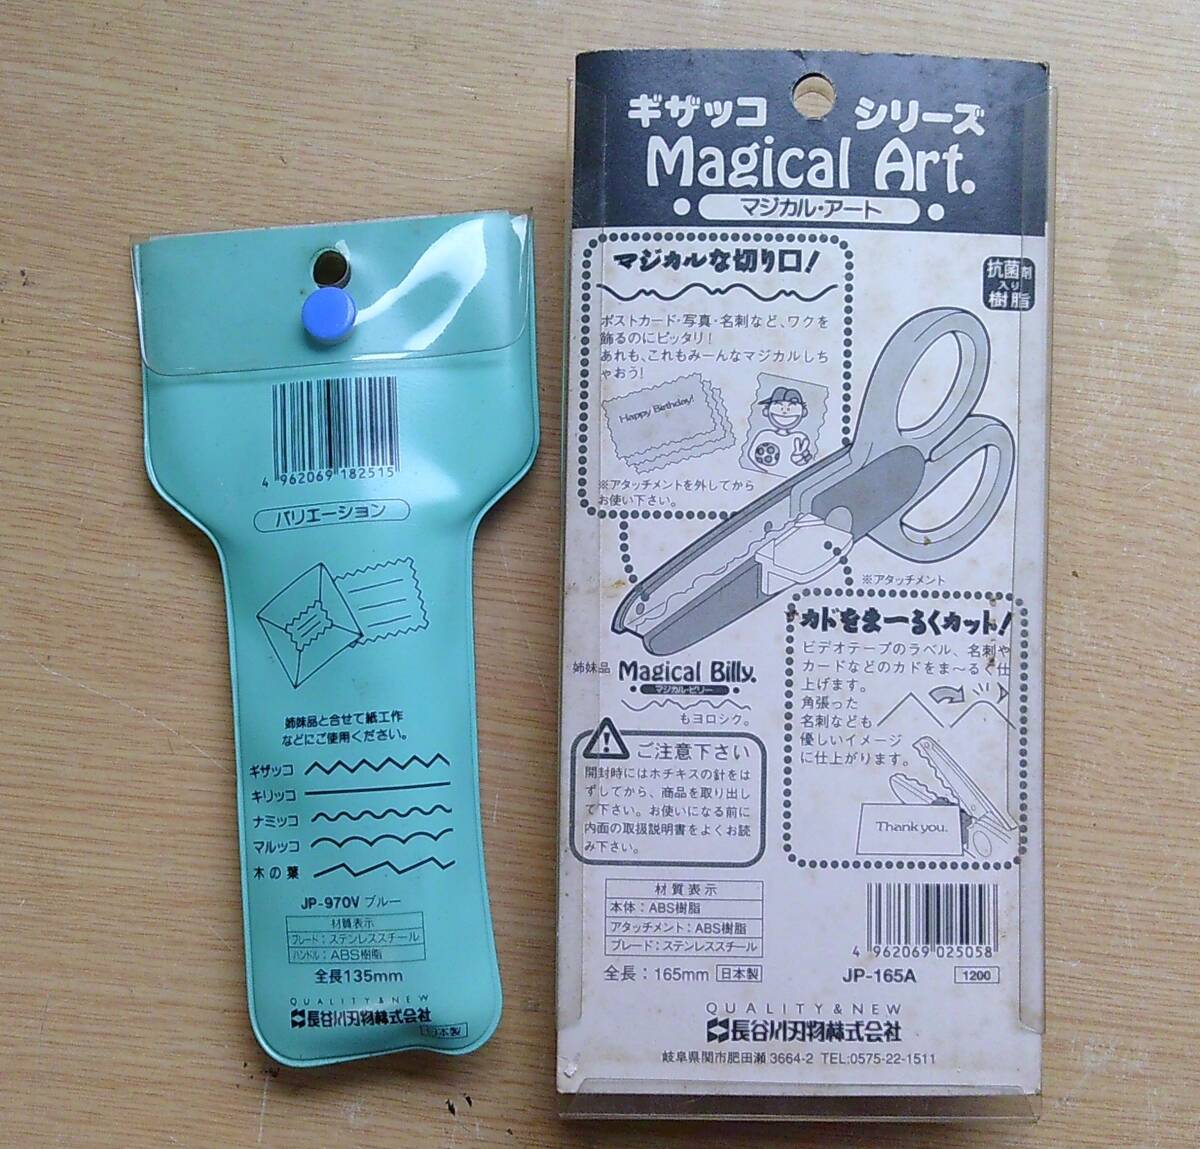 4 962069 182515
バリエーション
姉妹品と合せて紙工作
などにご使用ください。
ギザッコ
キリッコ
ナミッコ
マルッコ
木の葉
JP-970V ブルー
材質表示
ブレード：ステンレススチール
ハンドル：ABS樹脂
全長135mm
QUALITY & NEW
長谷川刃物株式会社
日本製
ギザッコ シリーズ
Magical Art.
マジカル・アート
マジカルな切り口!
抗菌剤
入り
樹脂
ポストカード・写真・名刺など、ワクを
飾るのにピッタリ!
あれも、これもみーんなマジカルしち
ゃおう!
Happy Birthday!
※アタッチメントを外してから
お使い下さい。
※アタッチメント
カドをま〜るくカット!
ビデオテープのラベル、名刺や
カードなどのカドをま〜るく仕
上げます。
角張った
名刺なども
優しいイメージ
に仕上がります。
Thank you.
姉妹品 Magical Billy.
マジカル・ビリー
もヨロシク。
ご注意下さい
開封時にはホチキスの針をは
ずしてから、商品を取り出し
て下さい。お使いになる前に
内面の取扱説明書をよくお読
み下さい。
材質表示
本体：ABS樹脂
アタッチメント：ABS樹脂
ブレード：ステンレススチール
全長：165mm 日本製
4 962069 025058
JP-165A 1200
QUALITY & NEW
長谷川刃物株式会社
岐阜県関市肥田瀬3664-2 TEL:0575-22-1511